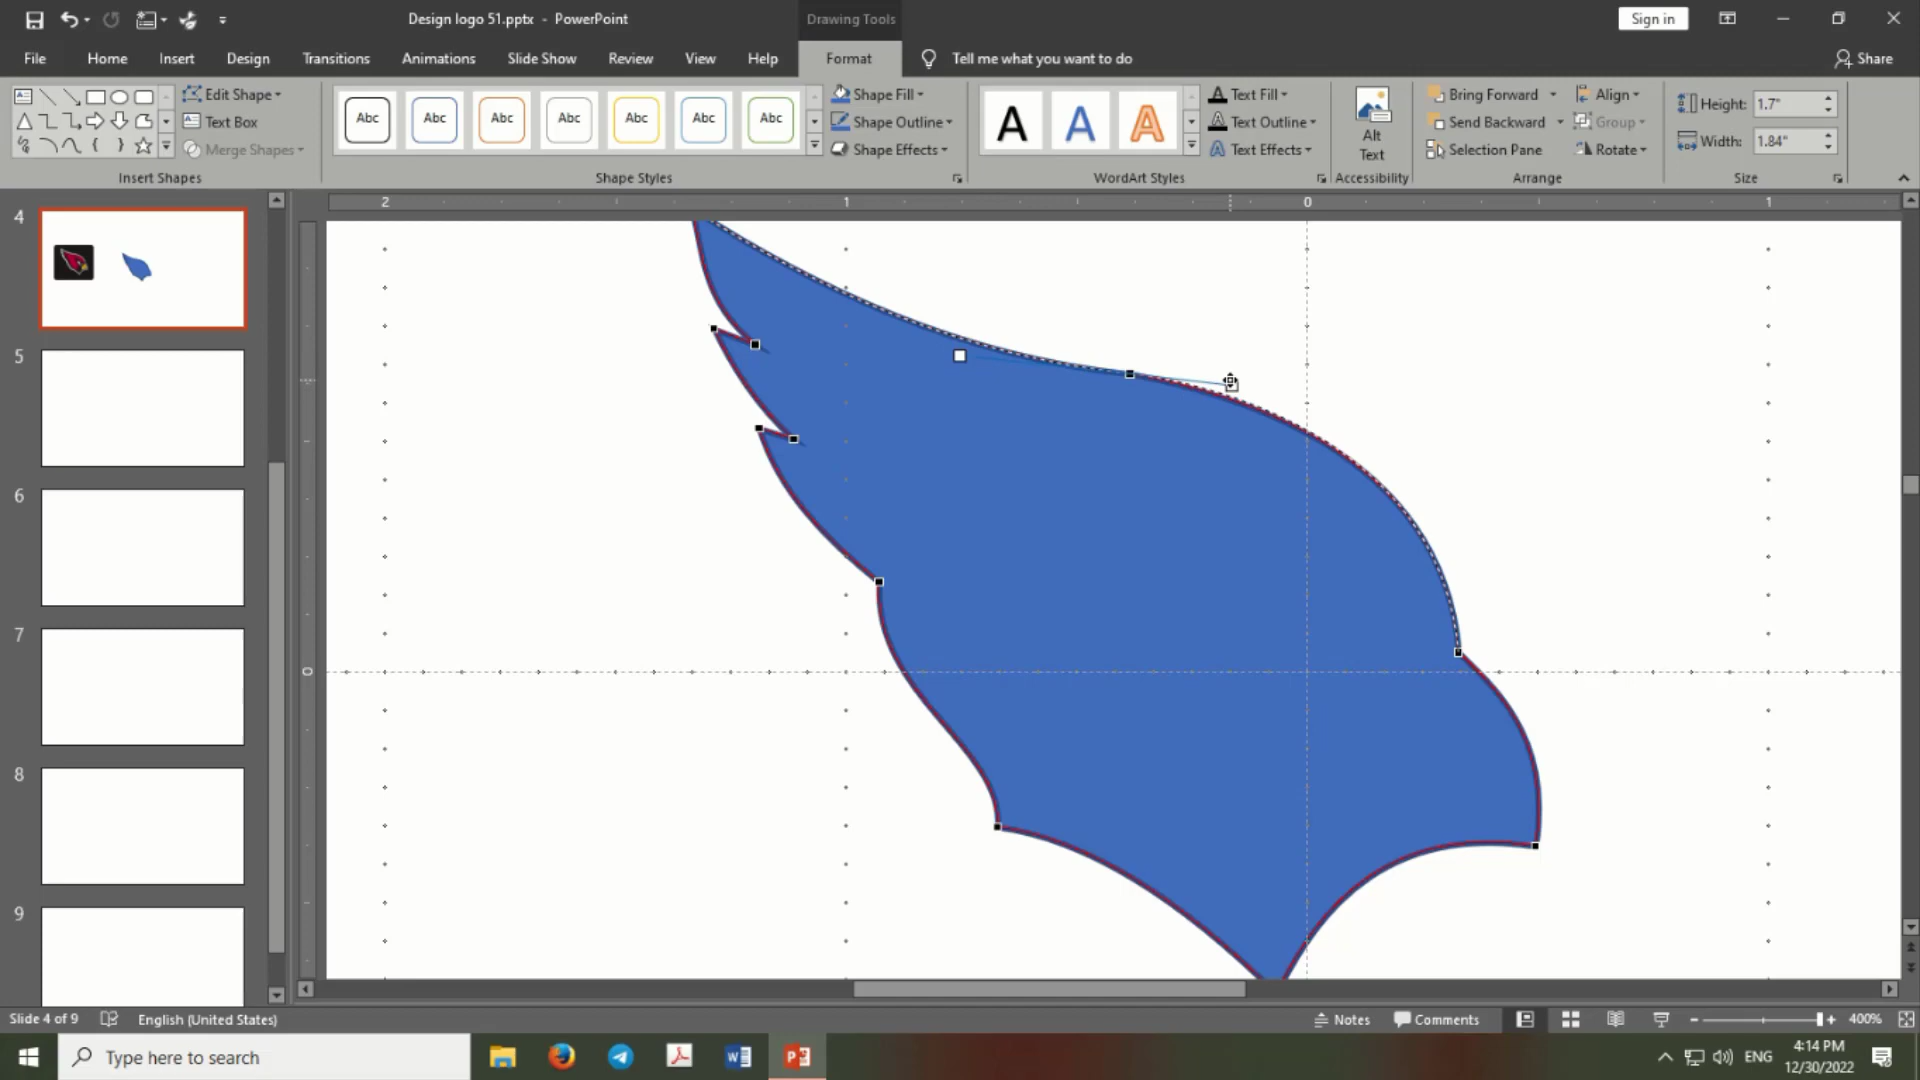 Design logo 51.pptx - PowerPoint
Drawing Tools
Sign in
File
Home
Insert
Design
Transitions
Animations
Slide Show
Review
View
Help
Format
Tell me what you want to do
Share
Edit Shape
Text Box
Merge Shapes
Insert Shapes
Abc
Abc
Abc
Abc
Abc
Abc
Abc
Shape Fill
Shape Outline
Shape Effects
Shape Styles
A
A
A
Text Fill
Text Outline
Text Effects
WordArt Styles
Alt
Text
Accessibility
Bring Forward
Send Backward
Selection Pane
Align
Group
Rotate
Arrange
Height: 1.7"
Width: 1.84"
Size
2
1
0
1
0
4
5
6
7
8
9
Slide 4 of 9
English (United States)
Notes
Comments
400%
Type here to search
ENG
4:14 PM
12/30/2022